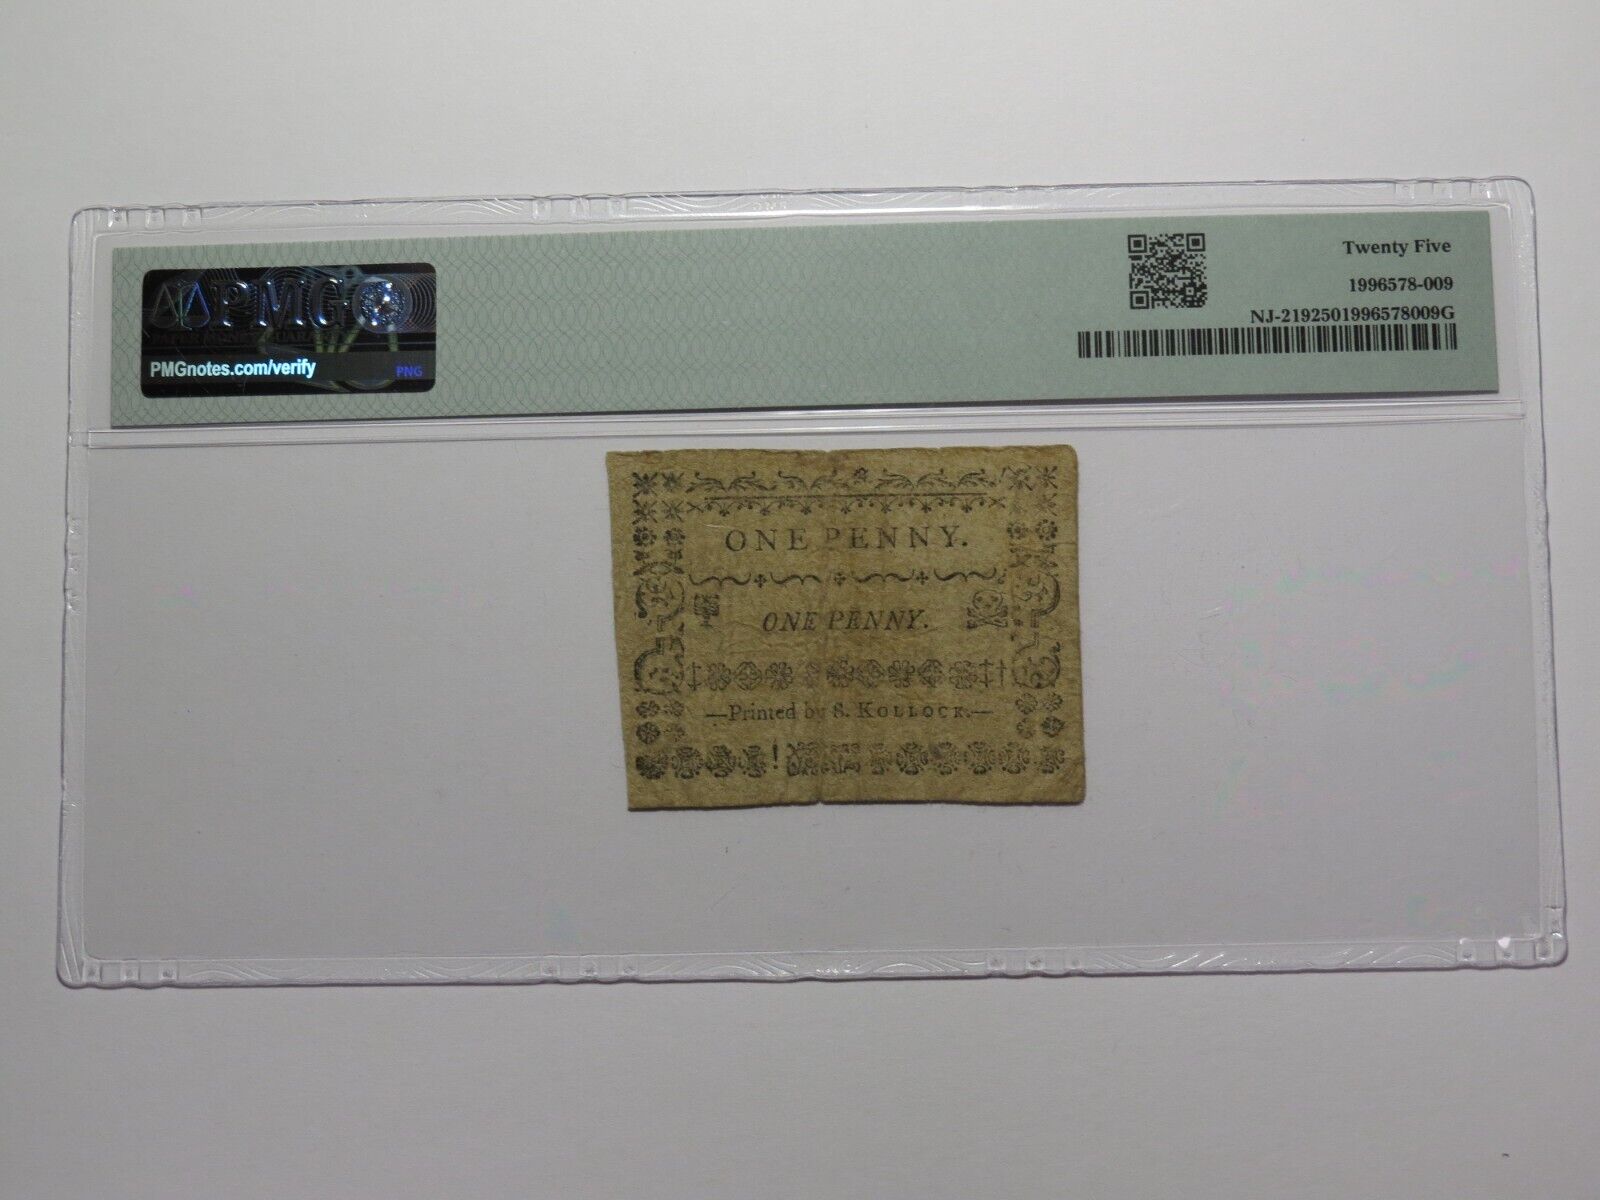 PMG
PMGnotes.com/verify
PNG
Twenty Five
1996578-009
NJ-2192501996578009G
ONE PENNY.
ONE PENNY.
—Printed by S. KOLLOCK.—
!